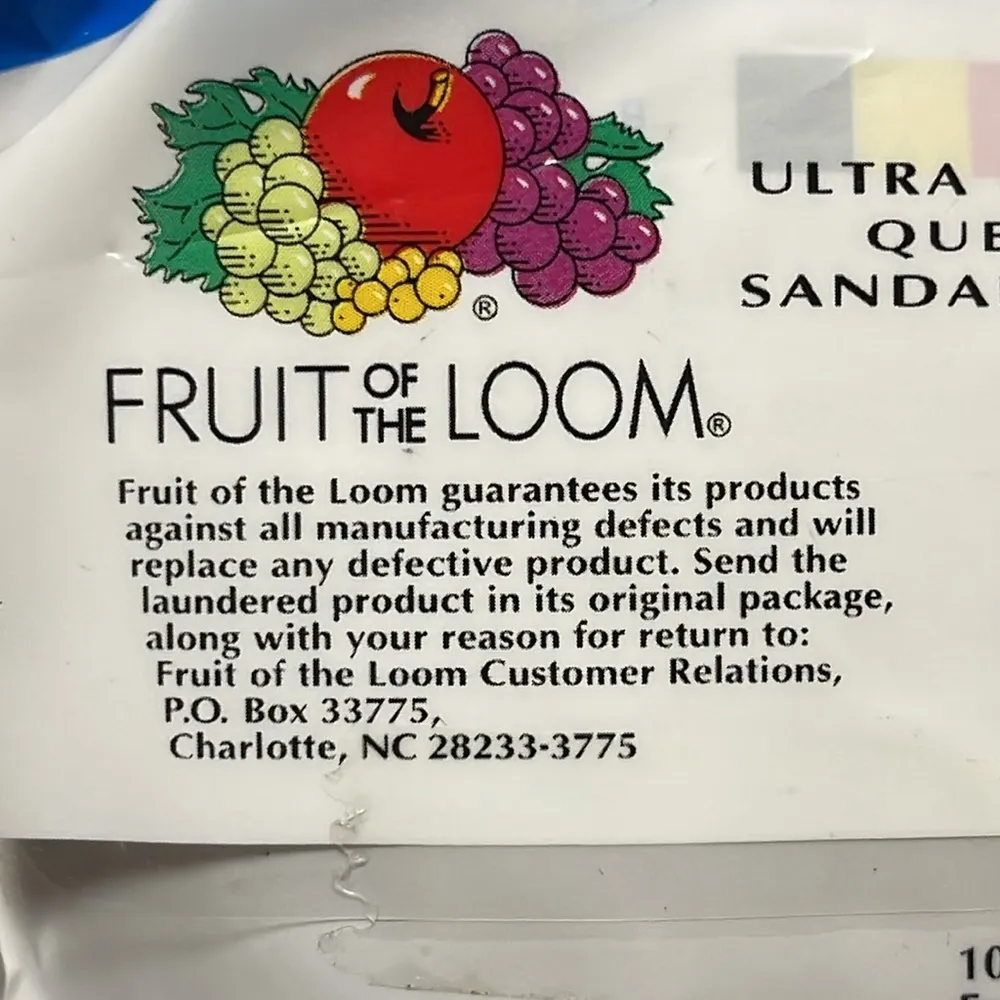 ULTRA
SANDA
®
FRUIT OF THE LOOM®
Fruit of the Loom guarantees its products
against all manufacturing defects and will
replace any defective product. Send the
laundered product in its original package,
along with your reason for return to:
Fruit of the Loom Customer Relations,
P.O. Box 33775,
Charlotte, NC 28233-3775
10